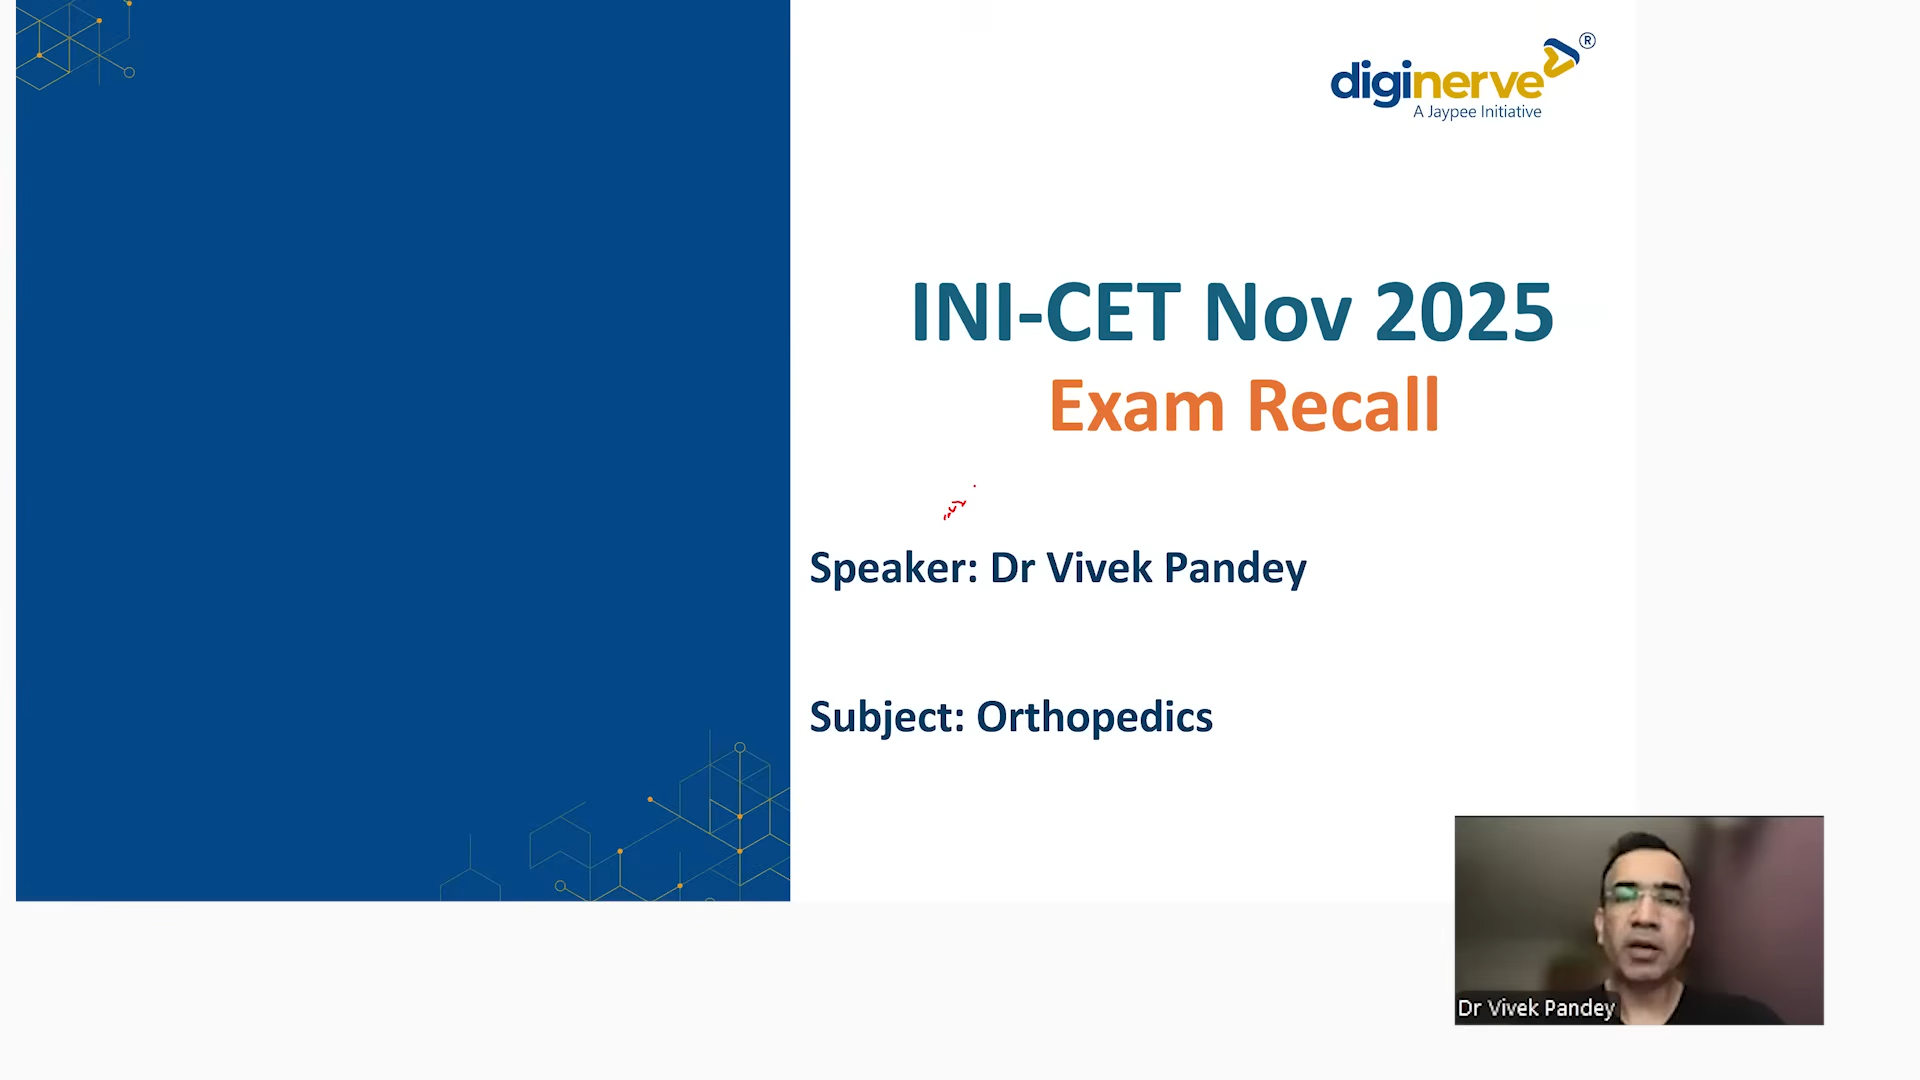 diginerve®
A Jaypee Initiative
INI-CET Nov 2025
Exam Recall
Speaker: Dr Vivek Pandey
Subject: Orthopedics
Dr Vivek Pandey